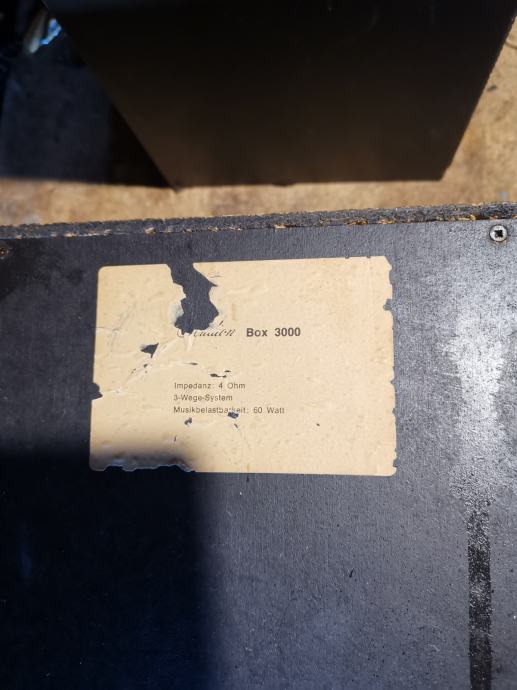 Box 3000
Impedanz: 4 Ohm
3-Wege-System
Musikbelastbarkeit: 60 Watt